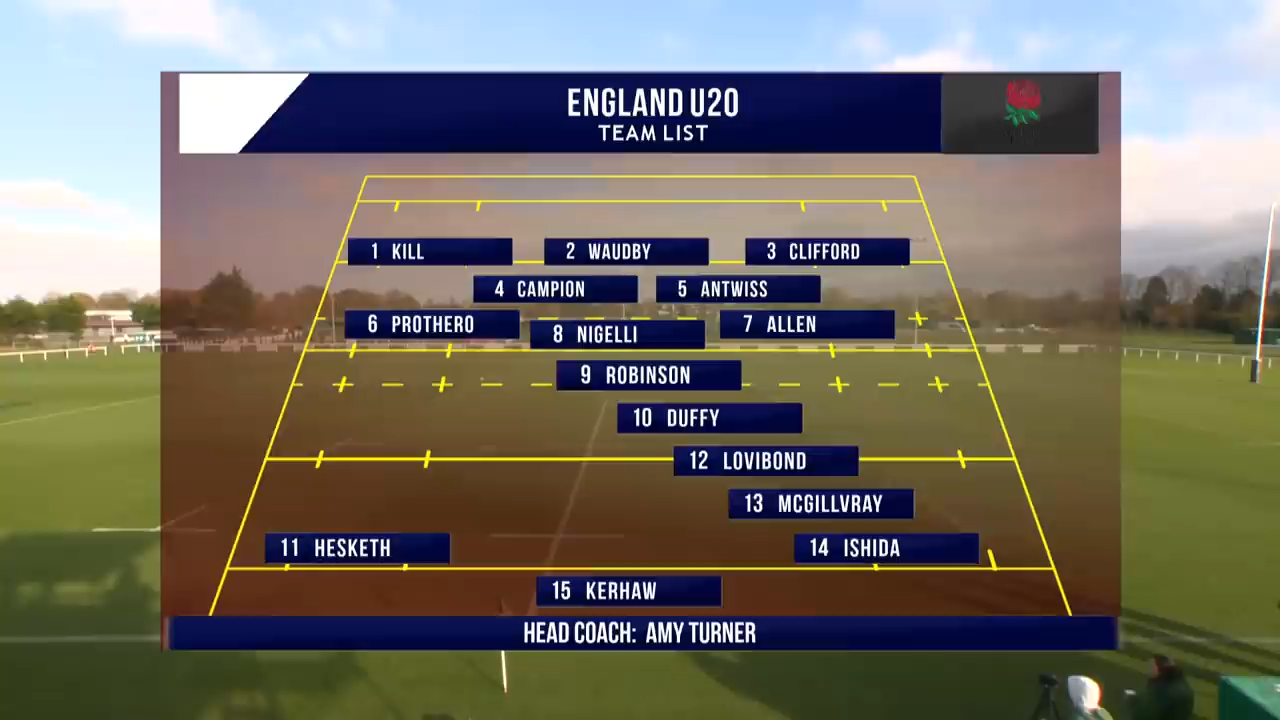 ENGLAND U20
TEAM LIST
1 KILL
2 WAUDBY
3 CLIFFORD
4 CAMPION
5 ANTWISS
6 PROTHERO
8 NIGELLI
7 ALLEN
9 ROBINSON
10 DUFFY
12 LOVIBOND
13 MCGILLVRAY
11 HESKETH
14 ISHIDA
15 KERHAW
HEAD COACH: AMY TURNER